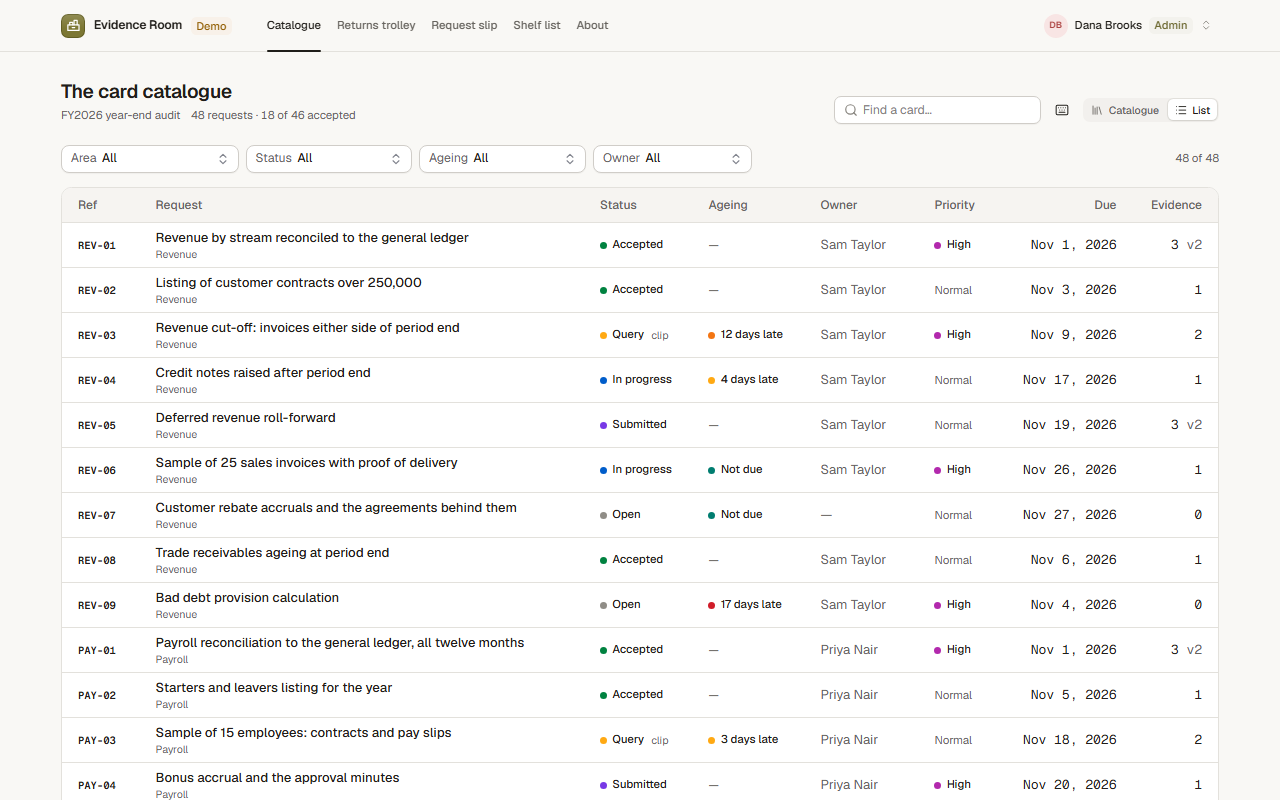 Evidence Room Demo Catalogue Returns trolley Request slip Shelf list About DB Dana Brooks Admin
The card catalogue
FY2026 year-end audit 48 requests · 18 of 46 accepted
Find a card... Catalogue List
Area All Status All Ageing All Owner All 48 of 48
Ref Request Status Ageing Owner Priority Due Evidence
REV-01 Revenue by stream reconciled to the general ledger Accepted — Sam Taylor High Nov 1, 2026 3 v2
Revenue
REV-02 Listing of customer contracts over 250,000 Accepted — Sam Taylor Normal Nov 3, 2026 1
Revenue
REV-03 Revenue cut-off: invoices either side of period end Query clip 12 days late Sam Taylor High Nov 9, 2026 2
Revenue
REV-04 Credit notes raised after period end In progress 4 days late Sam Taylor Normal Nov 17, 2026 1
Revenue
REV-05 Deferred revenue roll-forward Submitted — Sam Taylor Normal Nov 19, 2026 3 v2
Revenue
REV-06 Sample of 25 sales invoices with proof of delivery In progress Not due Sam Taylor High Nov 26, 2026 1
Revenue
REV-07 Customer rebate accruals and the agreements behind them Open Not due — Normal Nov 27, 2026 0
Revenue
REV-08 Trade receivables ageing at period end Accepted — Sam Taylor Normal Nov 6, 2026 1
Revenue
REV-09 Bad debt provision calculation Open 17 days late Sam Taylor High Nov 4, 2026 0
Revenue
PAY-01 Payroll reconciliation to the general ledger, all twelve months Accepted — Priya Nair High Nov 1, 2026 3 v2
Payroll
PAY-02 Starters and leavers listing for the year Accepted — Priya Nair Normal Nov 5, 2026 1
Payroll
PAY-03 Sample of 15 employees: contracts and pay slips Query clip 3 days late Priya Nair Normal Nov 18, 2026 2
Payroll
PAY-04 Bonus accrual and the approval minutes Submitted — Priya Nair High Nov 20, 2026 1
Payroll